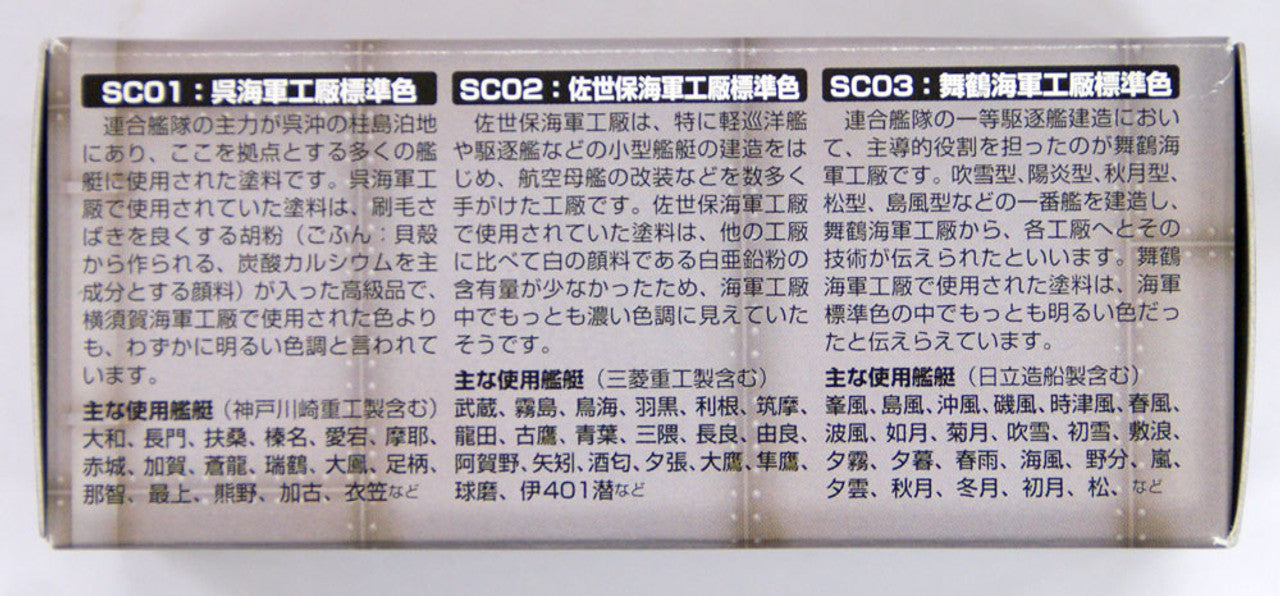 SC01：呉海軍工廠標準色
連合艦隊の主力が呉沖の柱島泊地
にあり、ここを拠点とする多くの艦
艇に使用された塗料です。呉海軍工
廠で使用されていた塗料は、刷毛さ
ばきを良くする胡粉（ごふん：貝殻
から作られる、炭酸カルシウムを主
成分とする顔料）が入った高級品で、
横須賀海軍工廠で使用された色より
も、わずかに明るい色調と言われて
います。
主な使用艦艇（神戸川崎重工製含む）
大和、長門、扶桑、榛名、愛宕、摩耶、
赤城、加賀、蒼龍、瑞鶴、大鳳、足柄、
那智、最上、熊野、加古、衣笠など
SC02：佐世保海軍工廠標準色
佐世保海軍工廠は、特に軽巡洋艦
や駆逐艦などの小型艦艇の建造をは
じめ、航空母艦の改装などを数多く
手がけた工廠です。佐世保海軍工廠
で使用されていた塗料は、他の工廠
に比べて白の顔料である白亜鉛粉の
含有量が少なかったため、海軍工廠
中でもっとも濃い色調に見えていた
そうです。
主な使用艦艇（三菱重工製含む）
武蔵、霧島、鳥海、羽黒、利根、筑摩、
龍田、古鷹、青葉、三隈、長良、由良、
阿賀野、矢矧、酒匂、夕張、大鷹、隼鷹、
球磨、伊401潜など
SC03：舞鶴海軍工廠標準色
連合艦隊の一等駆逐艦建造におい
て、主導的役割を担ったのが舞鶴海
軍工廠です。吹雪型、陽炎型、秋月型、
松型、島風型などの一番艦を建造し、
舞鶴海軍工廠から、各工廠へとその
技術が伝えられたといいます。舞鶴
海軍工廠で使用された塗料は、海軍
標準色の中でもっとも明るい色だっ
たと伝えらえています。
主な使用艦艇（日立造船製含む）
峯風、島風、沖風、磯風、時津風、春風、
波風、如月、菊月、吹雪、初雪、敷浪、
夕霧、夕暮、春雨、海風、野分、嵐、
夕雲、秋月、冬月、初月、松、など